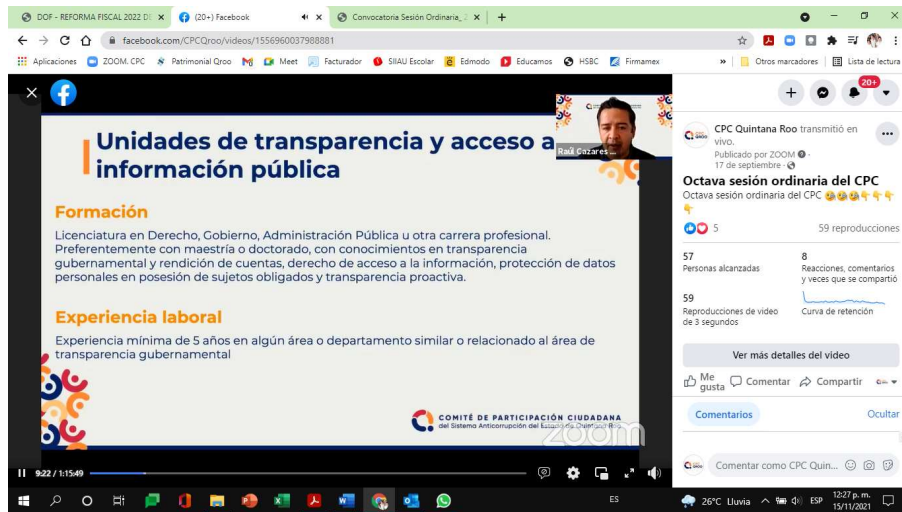 DOF - REFORMA FISCAL 2022 DE
(20+) Facebook
Convocatoria Sesión Ordinaria_
facebook.com/CPCQroo/videos/1556960037988881
Aplicaciones
ZOOM. CPC
Patrimonial Qroo
Meet
Facturador
SIIAU Escolar
Edmodo
Educamos
HSBC
Firmamex
»
Otros marcadores
Lista de lectura
20+
Unidades de transparencia y acceso a
información pública
Raúl Cazares
Formación
Licenciatura en Derecho, Gobierno, Administración Pública u otra carrera profesional.
Preferentemente con maestría o doctorado, con conocimientos en transparencia
gubernamental y rendición de cuentas, derecho de acceso a la información, protección de datos
personales en posesión de sujetos obligados y transparencia proactiva.
Experiencia laboral
Experiencia mínima de 5 años en algún área o departamento similar o relacionado al área de
transparencia gubernamental
COMITÉ DE PARTICIPACIÓN CIUDADANA
del Sistema Anticorrupción del Estado de Quintana Roo
zoom
9:22 / 1:15:49
CPC Quintana Roo transmitió en
vivo.
Publicado por ZOOM
17 de septiembre ·
Octava sesión ordinaria del CPC
Octava sesión ordinaria del CPC
5
59 reproducciones
57
Personas alcanzadas
8
Reacciones, comentarios
y veces que se compartió
59
Reproducciones de video
de 3 segundos
Curva de retención
Ver más detalles del video
Me
gusta
Comentar
Compartir
Comentarios
Ocultar
Comentar como CPC Quin...
ES
26°C Lluvia
ESP
12:27 p. m.
15/11/2021